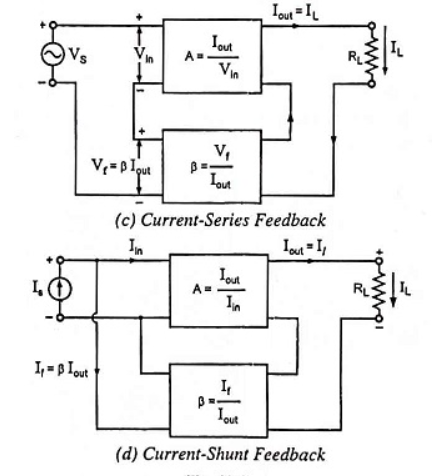 I_out = I_L
+ + I_L
V_s V_in A = I_out / V_in R_L
− − −
+
V_f = β I_out β = V_f / I_out
−
(c) Current-Series Feedback
I_in I_out = I_l
+ +
I_s A = I_out / I_in R_L I_L
− −
I_f = β I_out β = I_f / I_out
(d) Current-Shunt Feedback